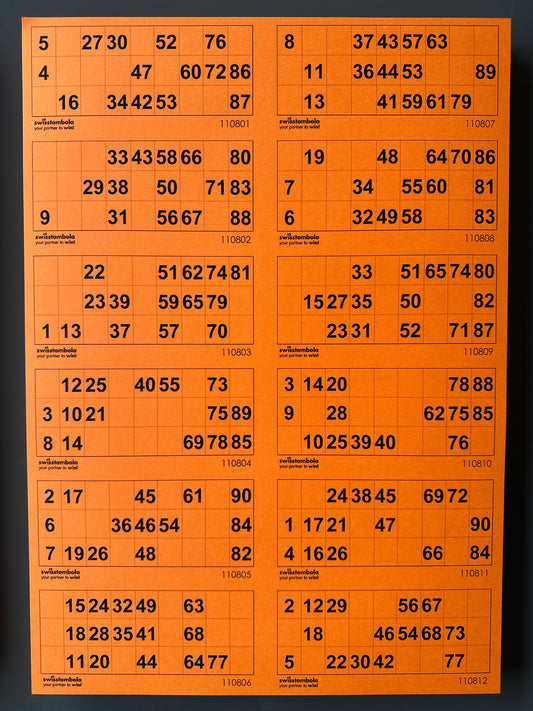 5 27 30 52 76
4 47 60 72 86
16 34 42 53 87
swisstombola
your partner to win!
110801
8 37 43 57 63
11 36 44 53 89
13 41 59 61 79
swisstombola
your partner to win!
110807
33 43 58 66 80
29 38 50 71 83
9 31 56 67 88
swisstombola
your partner to win!
110802
19 48 64 70 86
7 34 55 60 81
6 32 49 58 83
swisstombola
your partner to win!
110808
22 51 62 74 81
23 39 59 65 79
1 13 37 57 70
swisstombola
your partner to win!
110803
33 51 65 74 80
15 27 35 50 82
23 31 52 71 87
swisstombola
your partner to win!
110809
12 25 40 55 73
3 10 21 75 89
8 14 69 78 85
swisstombola
your partner to win!
110804
3 14 20 78 88
9 28 62 75 85
10 25 39 40 76
swisstombola
your partner to win!
110810
2 17 45 61 90
6 36 46 54 84
7 19 26 48 82
swisstombola
your partner to win!
110805
24 38 45 69 72
1 17 21 47 90
4 16 26 66 84
swisstombola
your partner to win!
110811
15 24 32 49 63
18 28 35 41 68
11 20 44 64 77
swisstombola
your partner to win!
110806
2 12 29 56 67
18 46 54 68 73
5 22 30 42 77
swisstombola
your partner to win!
110812